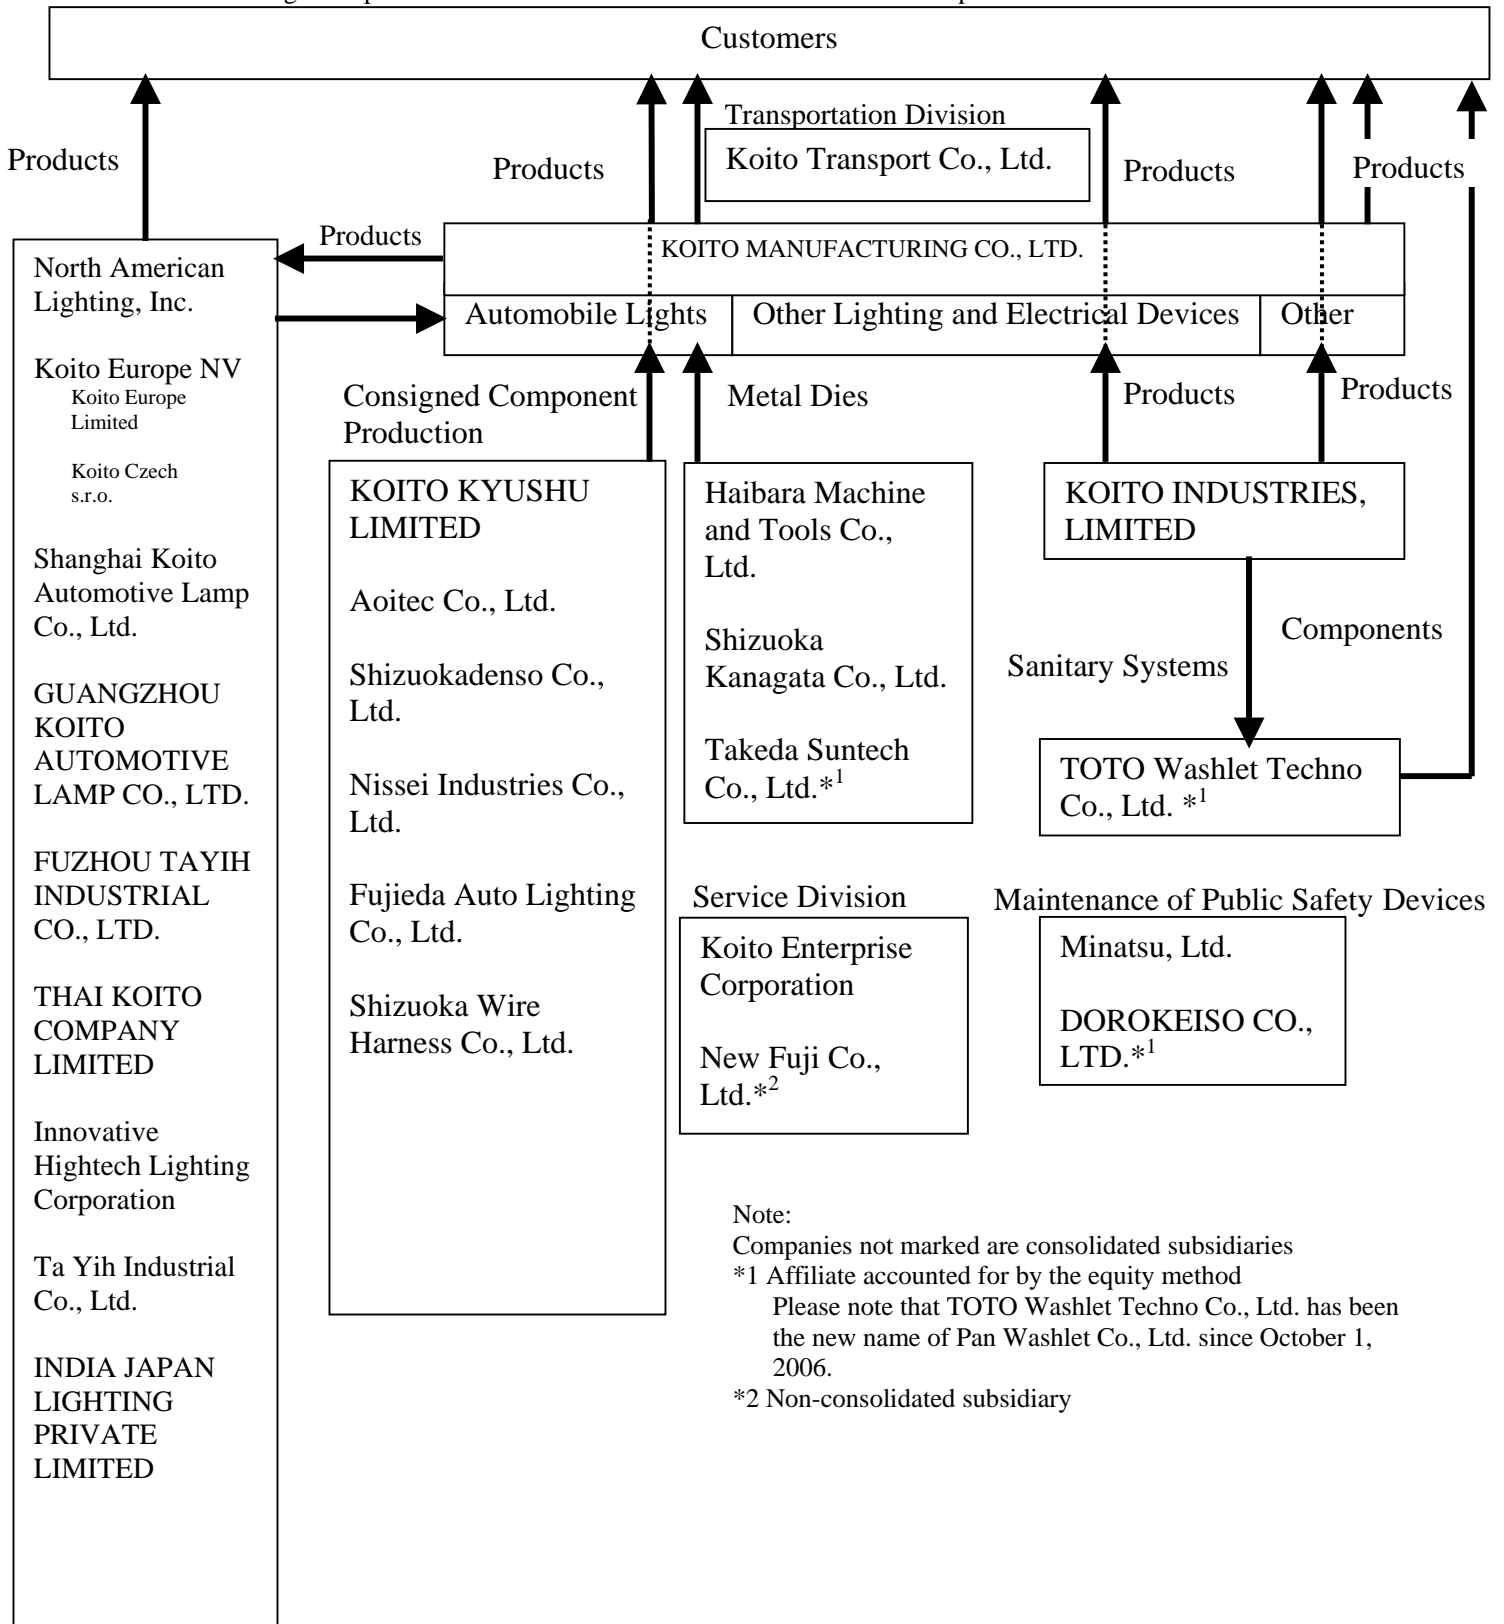 Customers
Transportation Division
Koito Transport Co., Ltd.
Products
Products
Products
Products
Products
KOITO MANUFACTURING CO., LTD.
Automobile Lights
Other Lighting and Electrical Devices
Other
North American
Lighting, Inc.
Koito Europe NV
Koito Europe
Limited
Koito Czech
s.r.o.
Shanghai Koito
Automotive Lamp
Co., Ltd.
GUANGZHOU
KOITO
AUTOMOTIVE
LAMP CO., LTD.
FUZHOU TAYIH
INDUSTRIAL
CO., LTD.
THAI KOITO
COMPANY
LIMITED
Innovative
Hightech Lighting
Corporation
Ta Yih Industrial
Co., Ltd.
INDIA JAPAN
LIGHTING
PRIVATE
LIMITED
Consigned Component
Production
KOITO KYUSHU
LIMITED
Aoitec Co., Ltd.
Shizuokadenso Co.,
Ltd.
Nissei Industries Co.,
Ltd.
Fujieda Auto Lighting
Co., Ltd.
Shizuoka Wire
Harness Co., Ltd.
Metal Dies
Haibara Machine
and Tools Co.,
Ltd.
Shizuoka
Kanagata Co., Ltd.
Takeda Suntech
Co., Ltd.*1
Products
Products
KOITO INDUSTRIES,
LIMITED
Components
Sanitary Systems
TOTO Washlet Techno
Co., Ltd. *1
Service Division
Koito Enterprise
Corporation
New Fuji Co.,
Ltd.*2
Maintenance of Public Safety Devices
Minatsu, Ltd.
DOROKEISO CO.,
LTD.*1
Note:
Companies not marked are consolidated subsidiaries
*1 Affiliate accounted for by the equity method
Please note that TOTO Washlet Techno Co., Ltd. has been
the new name of Pan Washlet Co., Ltd. since October 1,
2006.
*2 Non-consolidated subsidiary